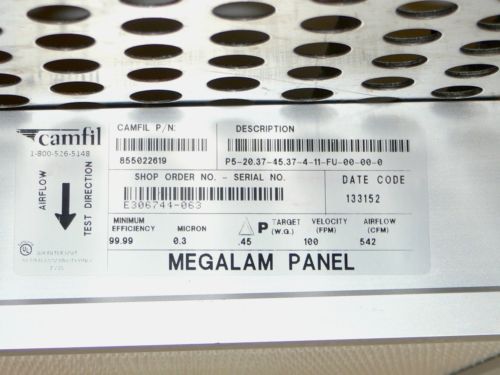 camfil
1-800-526-5148
AIRFLOW
TEST DIRECTION
CAMFIL P/N:
855022619
DESCRIPTION
P5-20.37-45.37-4-11-FU-00-00-0
SHOP ORDER NO. - SERIAL NO.
E306744-063
DATE CODE
133152
MINIMUM EFFICIENCY
99.99
MICRON
0.3
△P TARGET (W.G.)
.45
VELOCITY (FPM)
100
AIRFLOW (CFM)
542
MEGALAM PANEL